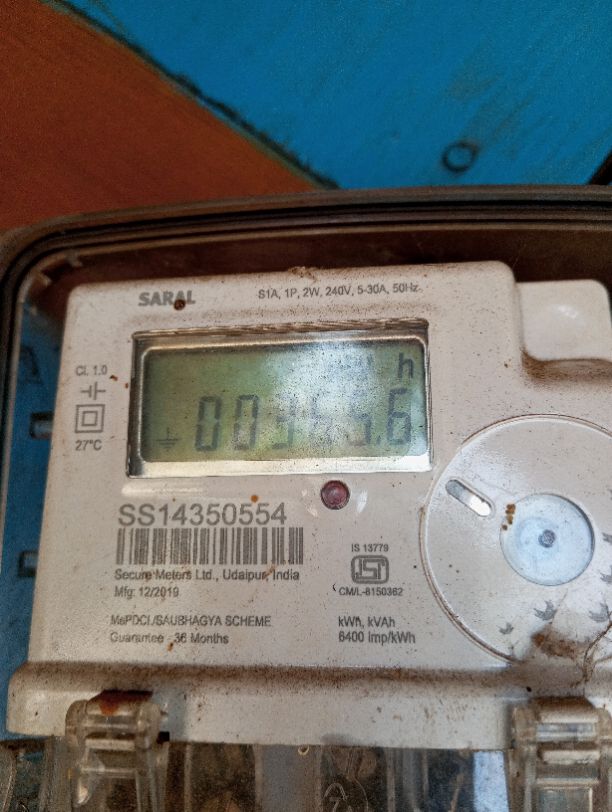 SARAL
S1A, 1P, 2W, 240V, 5-30A, 50Hz
Cl. 1.0
27°C
h
SS14350554
Secure Meters Ltd., Udaipur, India
Mfg: 12/2019
IS 13779
CM/L-8150362
MePDCl./SAUBHAGYA SCHEME
Guarantee - 36 Months
kWh, kVAh
6400 imp/kWh